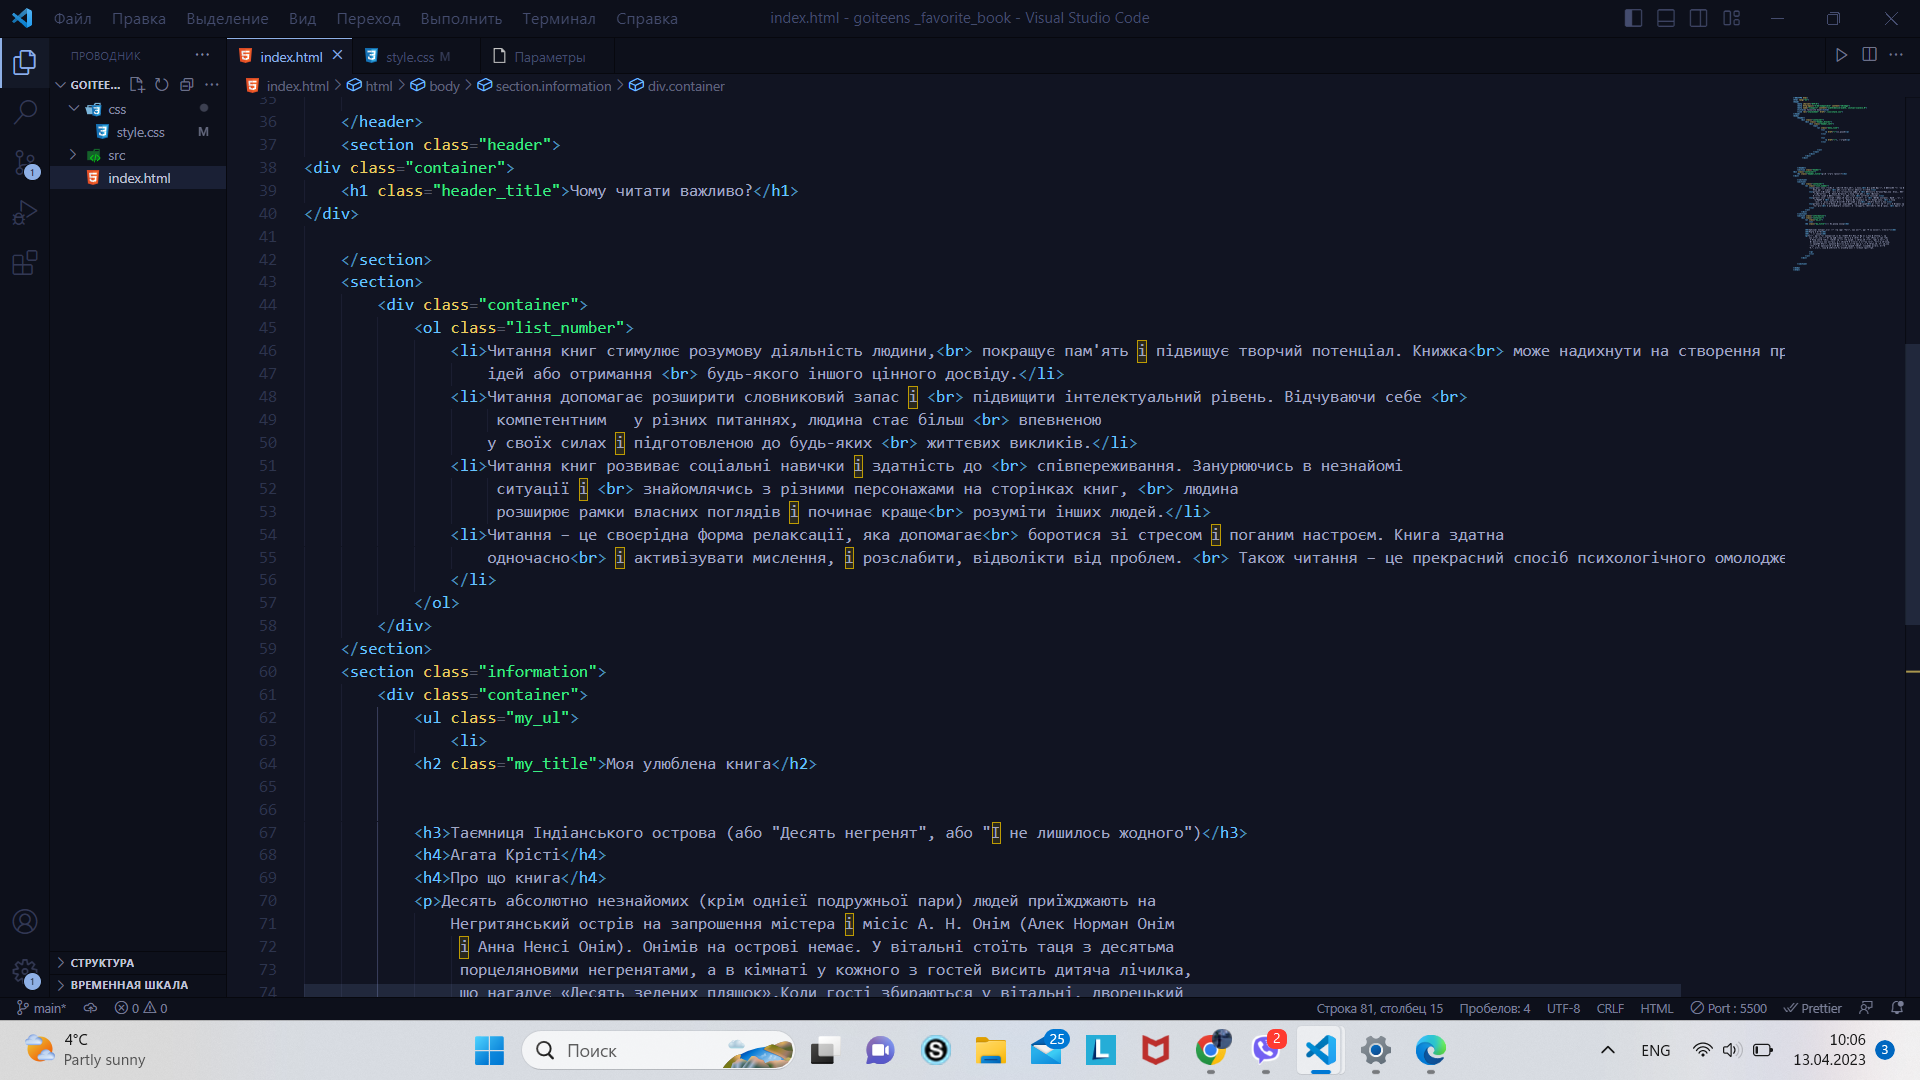 Файл Правка Выделение Вид Переход Выполнить Терминал Справка
index.html - goiteens _favorite_book - Visual Studio Code
ПРОВОДНИК ...
index.html
style.css M
Параметры
GOITEE...
index.html > html > body > section.information > div.container
css
style.css M
src
index.html
35
36 </header>
37 <section class="header">
38 <div class="container">
39 <h1 class="header_title">Чому читати важливо?</h1>
40 </div>
41
42 </section>
43 <section>
44 <div class="container">
45 <ol class="list_number">
46 <li>Читання книг стимулює розумову діяльність людини,<br> покращує пам'ять і підвищує творчий потенціал. Книжка<br> може надихнути на створення пр
47 ідей або отримання <br> будь-якого іншого цінного досвіду.</li>
48 <li>Читання допомагає розширити словниковий запас і <br> підвищити інтелектуальний рівень. Відчуваючи себе <br>
49 компетентним у різних питаннях, людина стає більш <br> впевненою
50 у своїх силах і підготовленою до будь-яких <br> життєвих викликів.</li>
51 <li>Читання книг розвиває соціальні навички і здатність до <br> співпереживання. Занурюючись в незнайомі
52 ситуації і <br> знайомлячись з різними персонажами на сторінках книг, <br> людина
53 розширює рамки власних поглядів і починає краще<br> розуміти інших людей.</li>
54 <li>Читання – це своєрідна форма релаксації, яка допомагає<br> боротися зі стресом і поганим настроєм. Книга здатна
55 одночасно<br> і активізувати мислення, і розслабити, відволікти від проблем. <br> Також читання – це прекрасний спосіб психологічного омолодже
56 </li>
57 </ol>
58 </div>
59 </section>
60 <section class="information">
61 <div class="container">
62 <ul class="my_ul">
63 <li>
64 <h2 class="my_title">Моя улюблена книга</h2>
65
66
67 <h3>Таємниця Індіанського острова (або "Десять негренят", або "І не лишилось жодного")</h3>
68 <h4>Агата Крісті</h4>
69 <h4>Про що книга</h4>
70 <p>Десять абсолютно незнайомих (крім однієї подружньої пари) людей приїжджають на
71 Негритянський острів на запрошення містера і місіс А. Н. Онім (Алек Норман Онім
72 і Анна Ненсі Онім). Онімів на острові немає. У вітальні стоїть таця з десятьма
73 порцеляновими негренятами, а в кімнаті у кожного з гостей висить дитяча лічилка,
74 що нагадує «Десять зелених пляшок».Коли гості збираються у вітальні, дворецький
СТРУКТУРА
ВРЕМЕННАЯ ШКАЛА
main* 0 0 Строка 81, столбец 15 Пробелов: 4 UTF-8 CRLF HTML Port : 5500 Prettier
4°C
Partly sunny
Поиск
25
2
ENG
10:06
13.04.2023
3
1
1